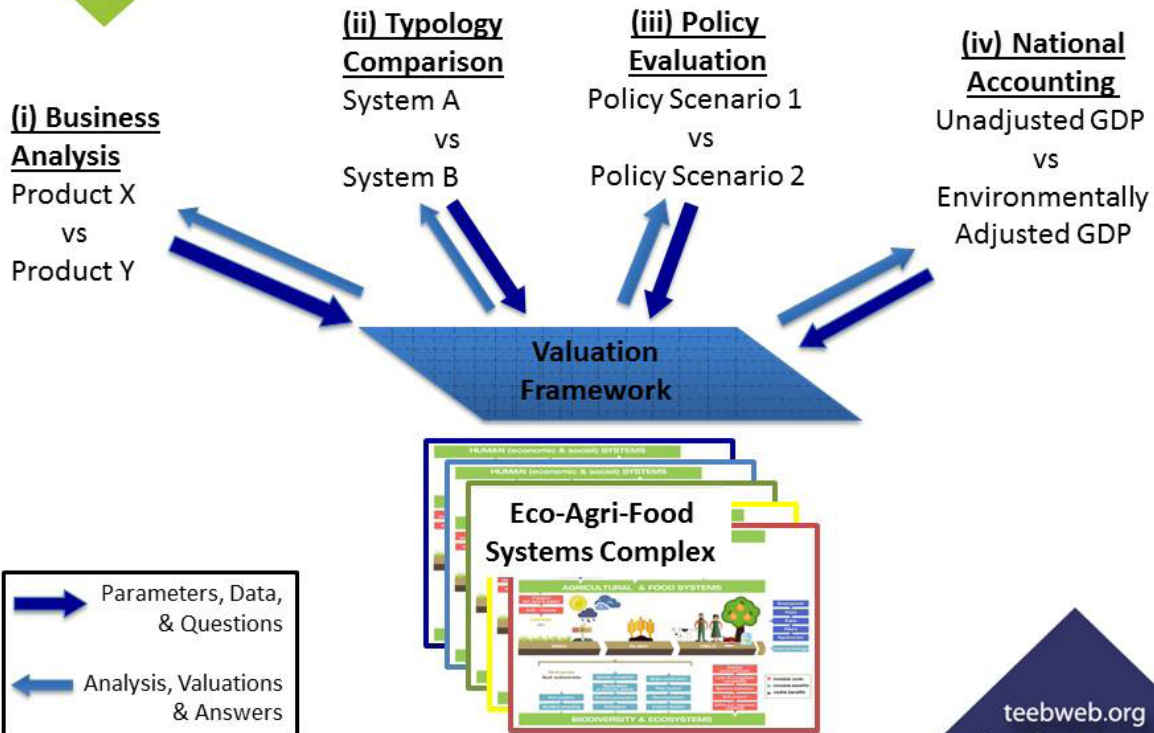 (i) Business
Analysis
Product X
vs
Product Y
(ii) Typology
Comparison
System A
vs
System B
(iii) Policy
Evaluation
Policy Scenario 1
vs
Policy Scenario 2
(iv) National
Accounting
Unadjusted GDP
vs
Environmentally
Adjusted GDP
Valuation
Framework
HUMAN (economic & social) SYSTEMS
HUMAN (economic & social) SYSTEMS
Eco-Agri-Food
Systems Complex
AGRICULTURAL & FOOD SYSTEMS
BIODIVERSITY & ECOSYSTEMS
Parameters, Data,
& Questions
Analysis, Valuations
& Answers
teebweb.org